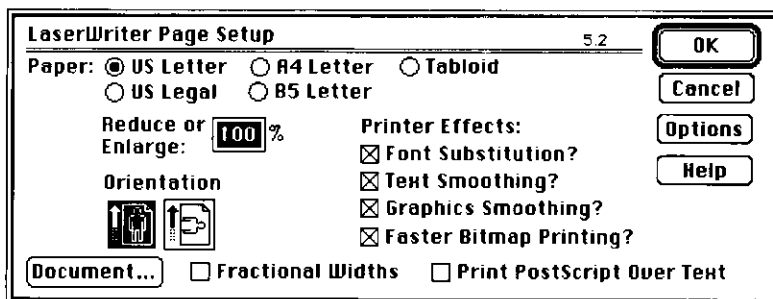 LaserWriter Page Setup 5.2 OK
Paper: US Letter A4 Letter Tabloid
US Legal B5 Letter Cancel
Reduce or 100 % Printer Effects: Options
Enlarge: Font Substitution?
Orientation Text Smoothing? Help
Graphics Smoothing?
Faster Bitmap Printing?
Document... Fractional Widths Print PostScript Over Text